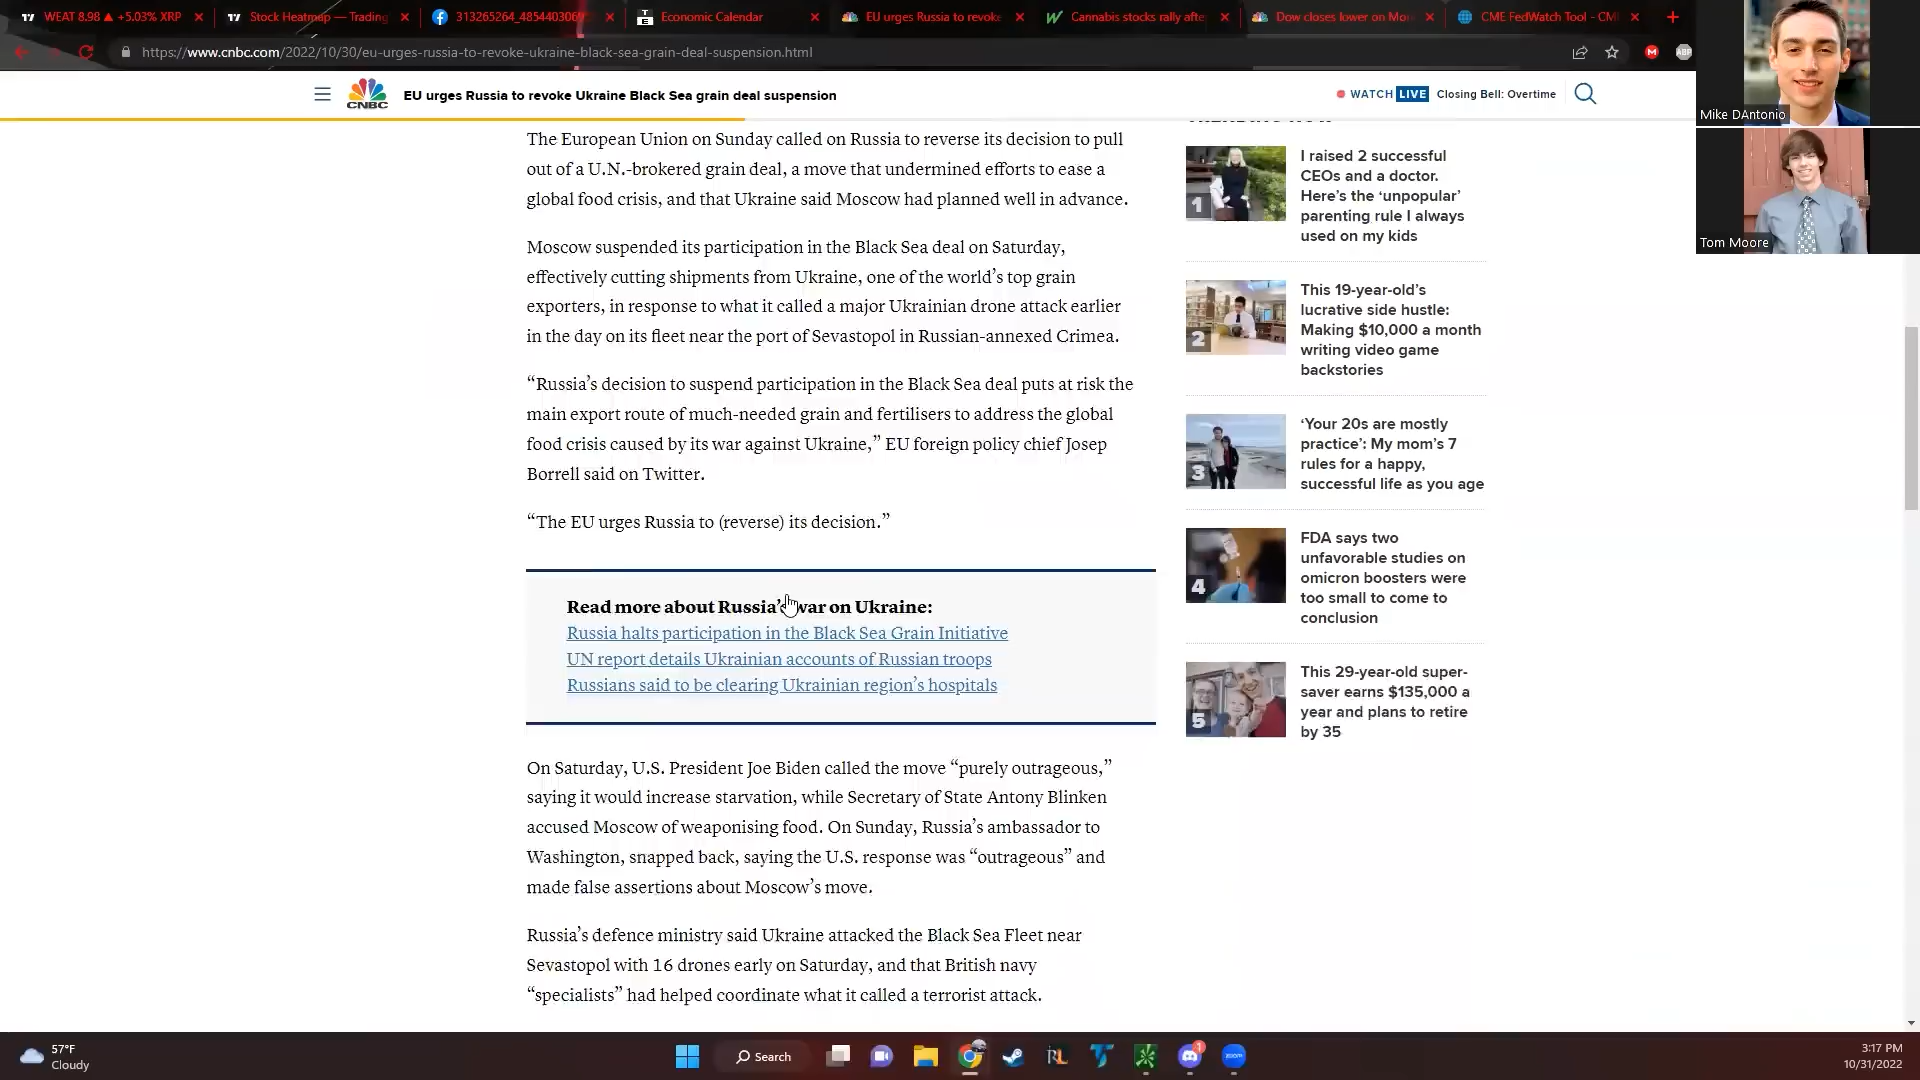 WEAT 8.98 ▲ +5.03% XRP
Stock Heatmap — Trading
313265264_4854403069
Economic Calendar
EU urges Russia to revoke
Cannabis stocks rally afte
Dow closes lower on Mon
CME FedWatch Tool - CM
https://www.cnbc.com/2022/10/30/eu-urges-russia-to-revoke-ukraine-black-sea-grain-deal-suspension.html
ABP
CNBC
EU urges Russia to revoke Ukraine Black Sea grain deal suspension
WATCH LIVE Closing Bell: Overtime
Mike DAntonio
Tom Moore
The European Union on Sunday called on Russia to reverse its decision to pull
out of a U.N.-brokered grain deal, a move that undermined efforts to ease a
global food crisis, and that Ukraine said Moscow had planned well in advance.
Moscow suspended its participation in the Black Sea deal on Saturday,
effectively cutting shipments from Ukraine, one of the world’s top grain
exporters, in response to what it called a major Ukrainian drone attack earlier
in the day on its fleet near the port of Sevastopol in Russian-annexed Crimea.
“Russia’s decision to suspend participation in the Black Sea deal puts at risk the
main export route of much-needed grain and fertilisers to address the global
food crisis caused by its war against Ukraine,” EU foreign policy chief Josep
Borrell said on Twitter.
“The EU urges Russia to (reverse) its decision.”
Read more about Russia’s war on Ukraine:
Russia halts participation in the Black Sea Grain Initiative
UN report details Ukrainian accounts of Russian troops
Russians said to be clearing Ukrainian region’s hospitals
On Saturday, U.S. President Joe Biden called the move “purely outrageous,”
saying it would increase starvation, while Secretary of State Antony Blinken
accused Moscow of weaponising food. On Sunday, Russia’s ambassador to
Washington, snapped back, saying the U.S. response was “outrageous” and
made false assertions about Moscow’s move.
Russia’s defence ministry said Ukraine attacked the Black Sea Fleet near
Sevastopol with 16 drones early on Saturday, and that British navy
“specialists” had helped coordinate what it called a terrorist attack.
1
I raised 2 successful
CEOs and a doctor.
Here’s the ‘unpopular’
parenting rule I always
used on my kids
2
This 19-year-old’s
lucrative side hustle:
Making $10,000 a month
writing video game
backstories
3
‘Your 20s are mostly
practice’: My mom’s 7
rules for a happy,
successful life as you age
4
FDA says two
unfavorable studies on
omicron boosters were
too small to come to
conclusion
5
This 29-year-old super-
saver earns $135,000 a
year and plans to retire
by 35
57°F
Cloudy
Search
1
zoom
3:17 PM
10/31/2022